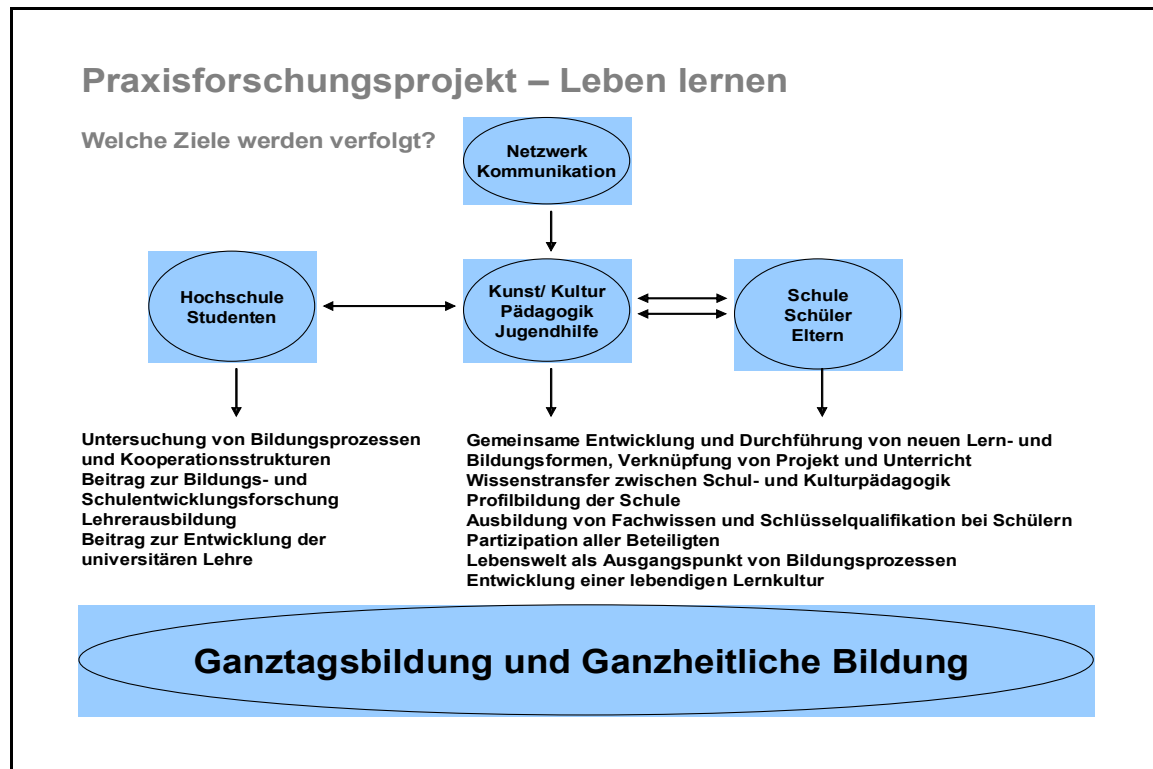 Praxisforschungsprojekt – Leben lernen
Welche Ziele werden verfolgt?
Netzwerk
Kommunikation
Hochschule
Studenten
Kunst/ Kultur
Pädagogik
Jugendhilfe
Schule
Schüler
Eltern
Untersuchung von Bildungsprozessen
und Kooperationsstrukturen
Beitrag zur Bildungs- und
Schulentwicklungsforschung
Lehrerausbildung
Beitrag zur Entwicklung der
universitären Lehre
Gemeinsame Entwicklung und Durchführung von neuen Lern- und
Bildungsformen, Verknüpfung von Projekt und Unterricht
Wissenstransfer zwischen Schul- und Kulturpädagogik
Profilbildung der Schule
Ausbildung von Fachwissen und Schlüsselqualifikation bei Schülern
Partizipation aller Beteiligten
Lebenswelt als Ausgangspunkt von Bildungsprozessen
Entwicklung einer lebendigen Lernkultur
Ganztagsbildung und Ganzheitliche Bildung